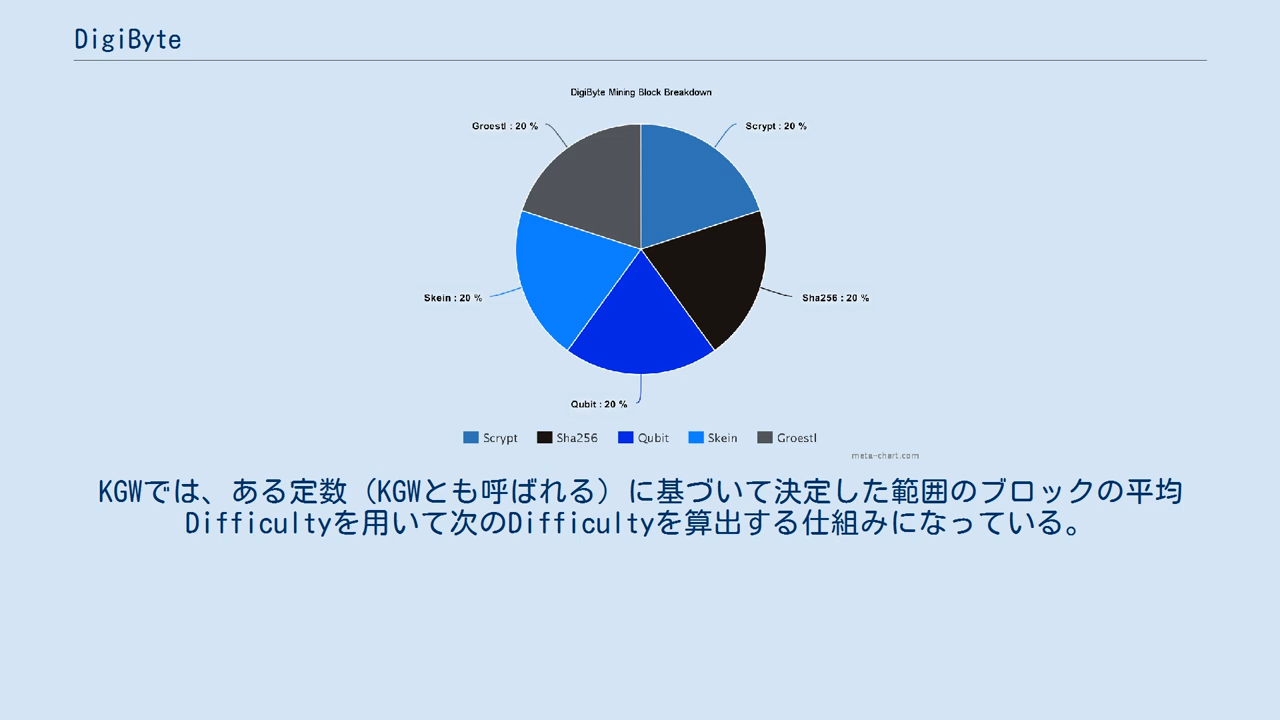 DigiByte
DigiByte Mining Block Breakdown
Groestl : 20 %
Scrypt : 20 %
Skein : 20 %
Sha256 : 20 %
Qubit : 20 %
Scrypt Sha256 Qubit Skein Groestl
meta-chart.com
KGWでは、ある定数（KGWとも呼ばれる）に基づいて決定した範囲のブロックの平均
Difficultyを用いて次のDifficultyを算出する仕組みになっている。